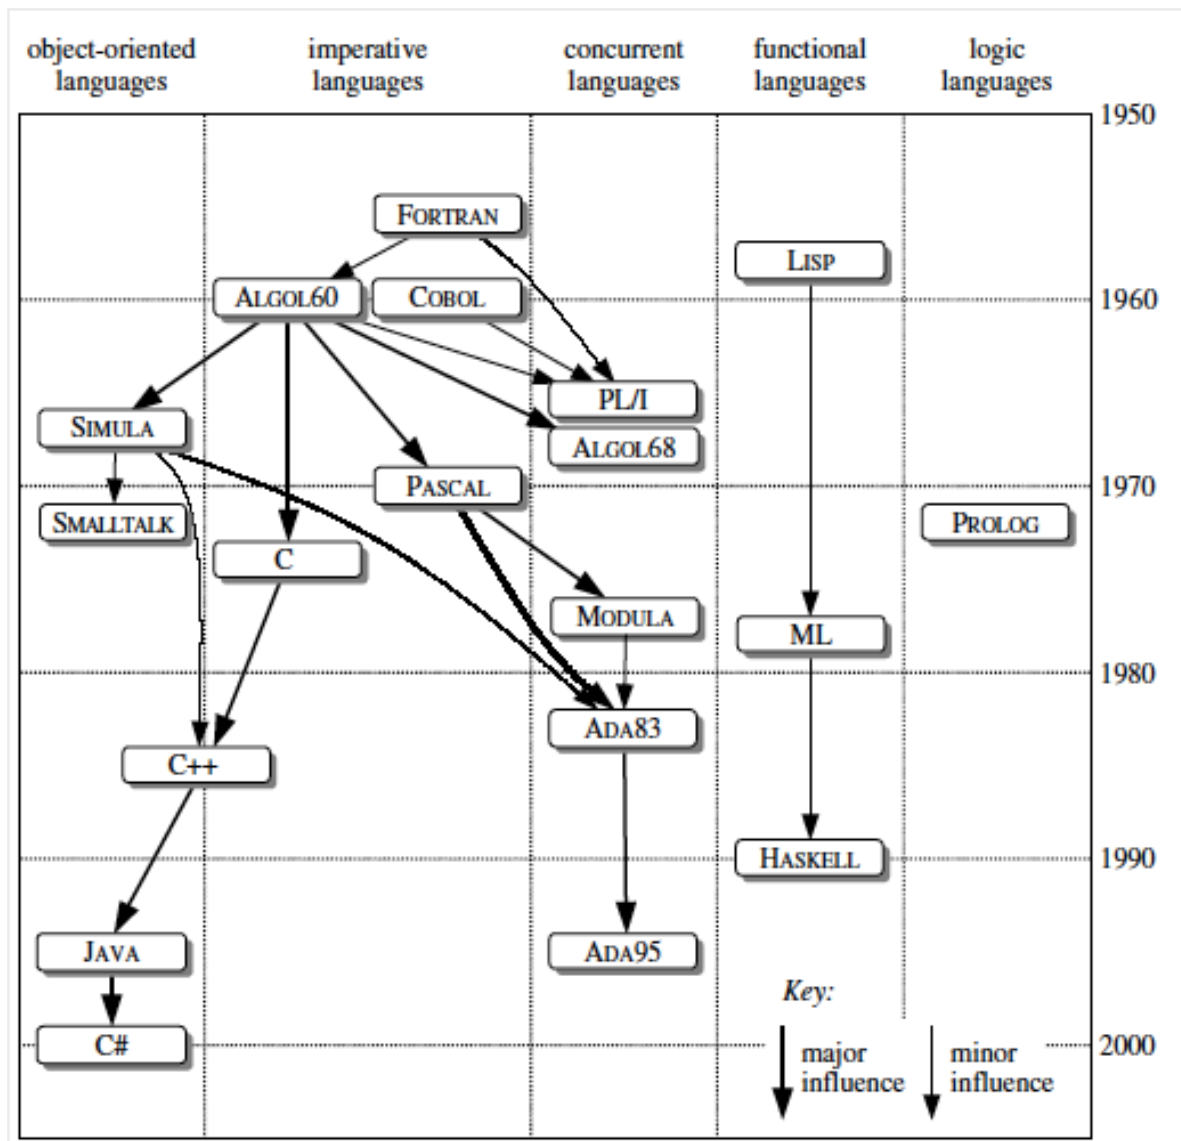 object-oriented
languages
imperative
languages
concurrent
languages
functional
languages
logic
languages
1950
FORTRAN
LISP
ALGOL60
COBOL
1960
PL/I
SIMULA
ALGOL68
PASCAL
1970
SMALLTALK
PROLOG
C
MODULA
ML
1980
ADA83
C++
HASKELL
1990
JAVA
ADA95
Key:
C#
2000
major
influence
minor
influence